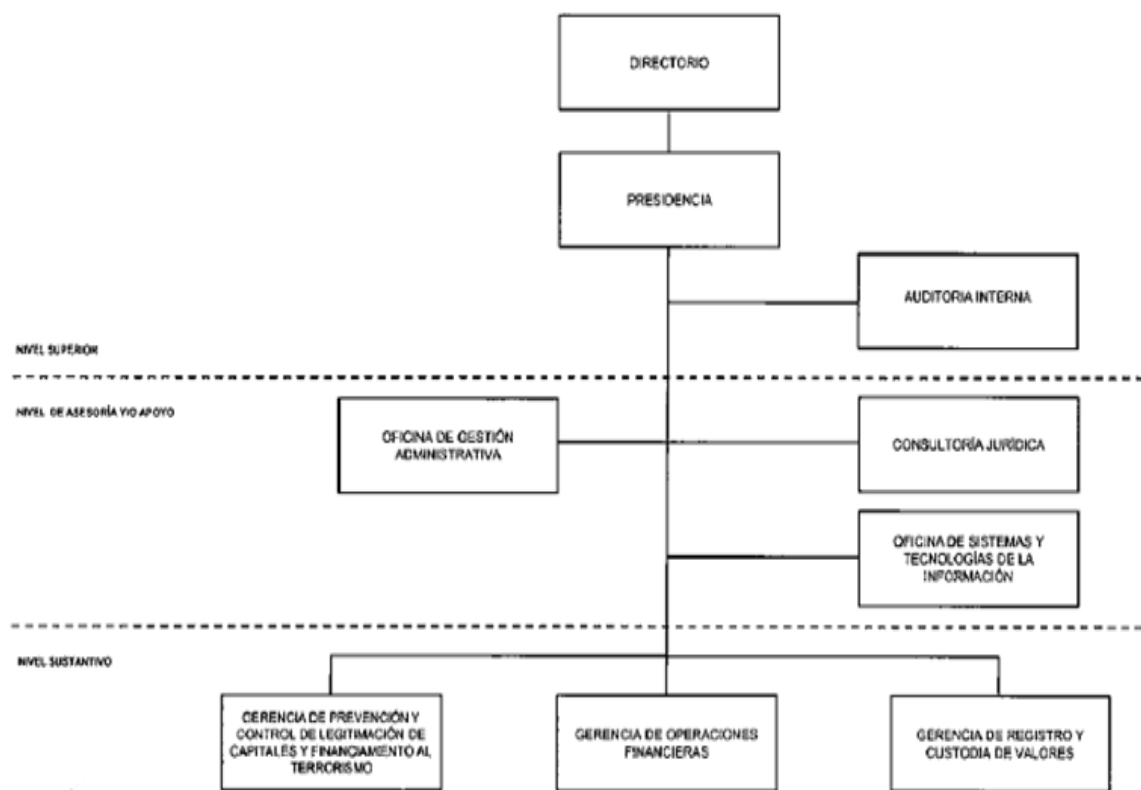 DIRECTORIO
PRESIDENCIA
AUDITORIA INTERNA
NIVEL SUPERIOR
NIVEL DE ASESORÍA Y/O APOYO
OFICINA DE GESTIÓN
ADMINISTRATIVA
CONSULTORÍA JURÍDICA
OFICINA DE SISTEMAS Y
TECNOLOGÍAS DE LA
INFORMACIÓN
NIVEL SUSTANTIVO
GERENCIA DE PREVENCIÓN Y
CONTROL DE LEGITIMACIÓN DE
CAPITALES Y FINANCIAMIENTO AL
TERRORISMO
GERENCIA DE OPERACIONES
FINANCIERAS
GERENCIA DE REGISTRO Y
CUSTODIA DE VALORES